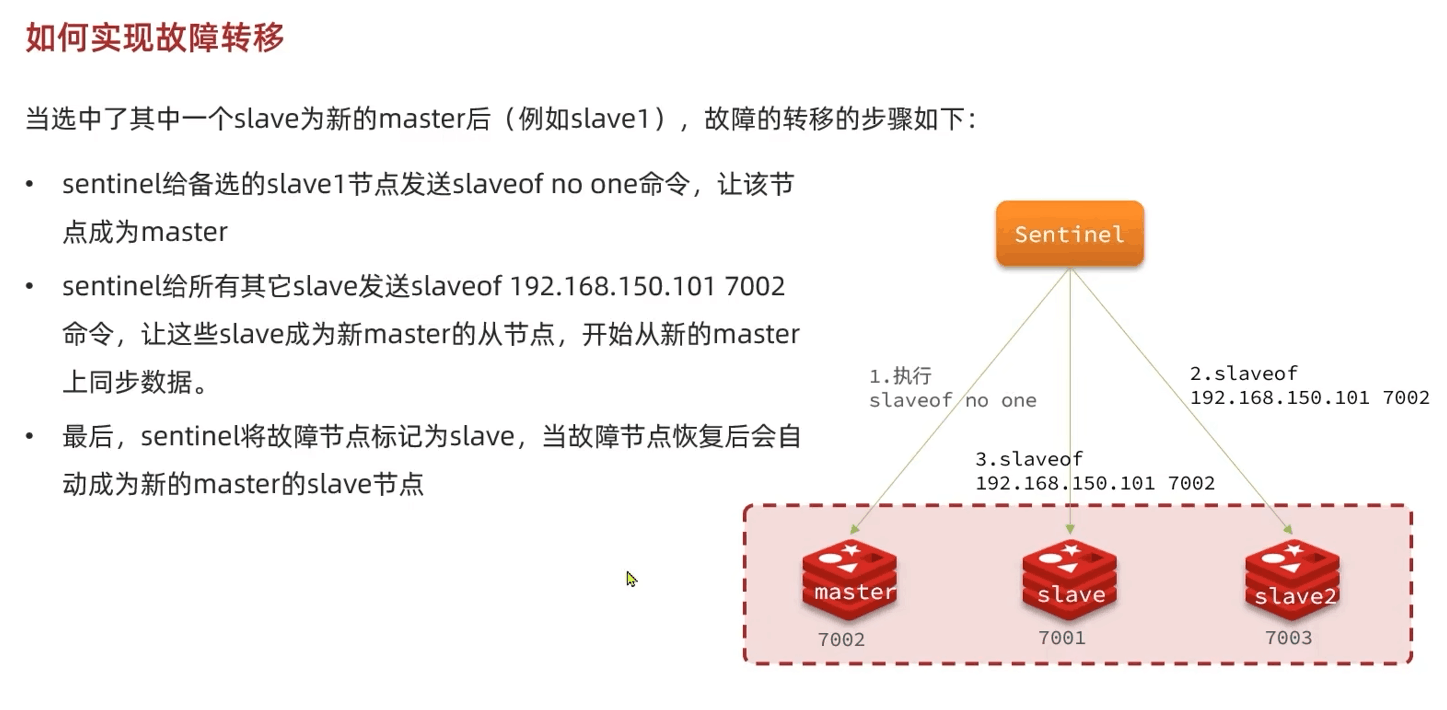 如何实现故障转移
当选中了其中一个slave为新的master后（例如slave1），故障的转移的步骤如下：
• sentinel给备选的slave1节点发送slaveof no one命令，让该节
点成为master
• sentinel给所有其它slave发送slaveof 192.168.150.101 7002
命令，让这些slave成为新master的从节点，开始从新的master
上同步数据。
• 最后，sentinel将故障节点标记为slave，当故障节点恢复后会自
动成为新的master的slave节点
Sentinel
1.执行
slaveof no one
2.slaveof
192.168.150.101 7002
3.slaveof
192.168.150.101 7002
master
slave
slave2
7002
7001
7003